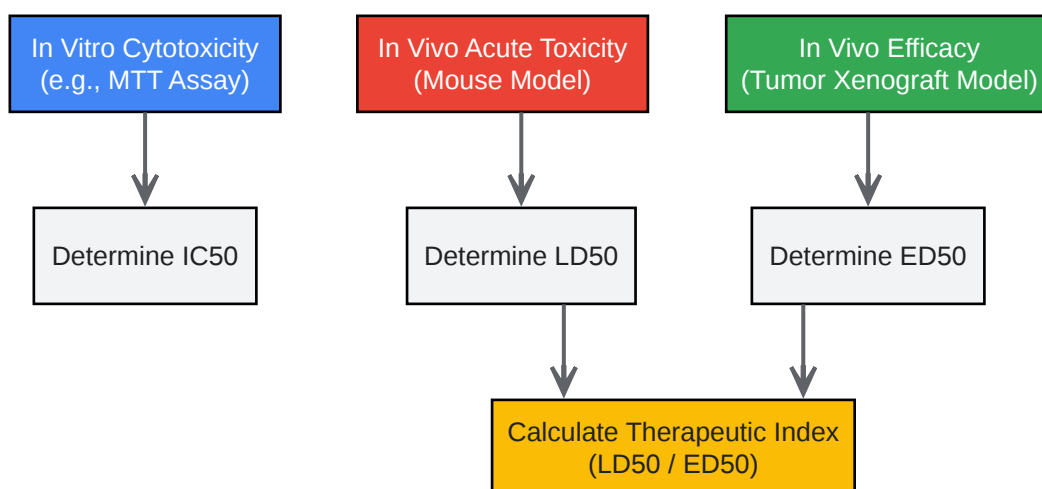 In Vitro Cytotoxicity
(e.g., MTT Assay)
In Vivo Acute Toxicity
(Mouse Model)
In Vivo Efficacy
(Tumor Xenograft Model)
Determine IC50
Determine LD50
Determine ED50
Calculate Therapeutic Index
(LD50 / ED50)